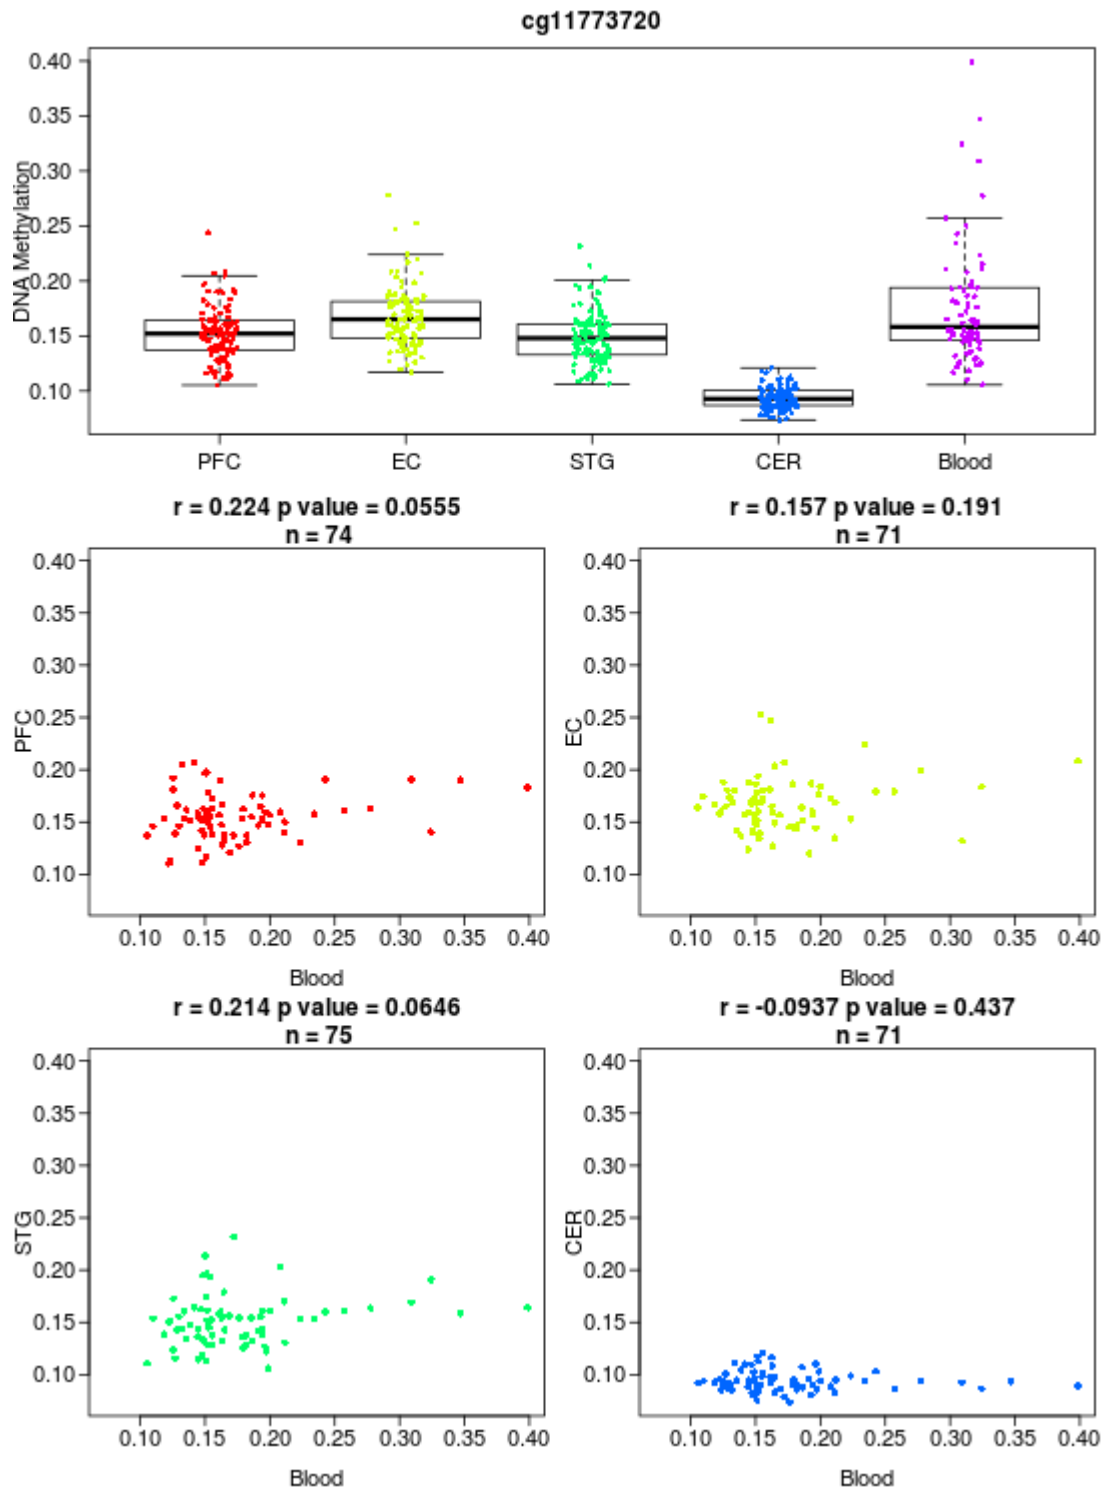 cg11773720
DNA Methylation
0.40
0.35
0.30
0.25
0.20
0.15
0.10
PFC EC STG CER Blood
r = 0.224 p value = 0.0555
n = 74
PFC
0.40
0.35
0.30
0.25
0.20
0.15
0.10
0.10 0.15 0.20 0.25 0.30 0.35 0.40
Blood
r = 0.157 p value = 0.191
n = 71
EC
0.40
0.35
0.30
0.25
0.20
0.15
0.10
0.10 0.15 0.20 0.25 0.30 0.35 0.40
Blood
r = 0.214 p value = 0.0646
n = 75
STG
0.40
0.35
0.30
0.25
0.20
0.15
0.10
0.10 0.15 0.20 0.25 0.30 0.35 0.40
Blood
r = -0.0937 p value = 0.437
n = 71
CER
0.40
0.35
0.30
0.25
0.20
0.15
0.10
0.10 0.15 0.20 0.25 0.30 0.35 0.40
Blood